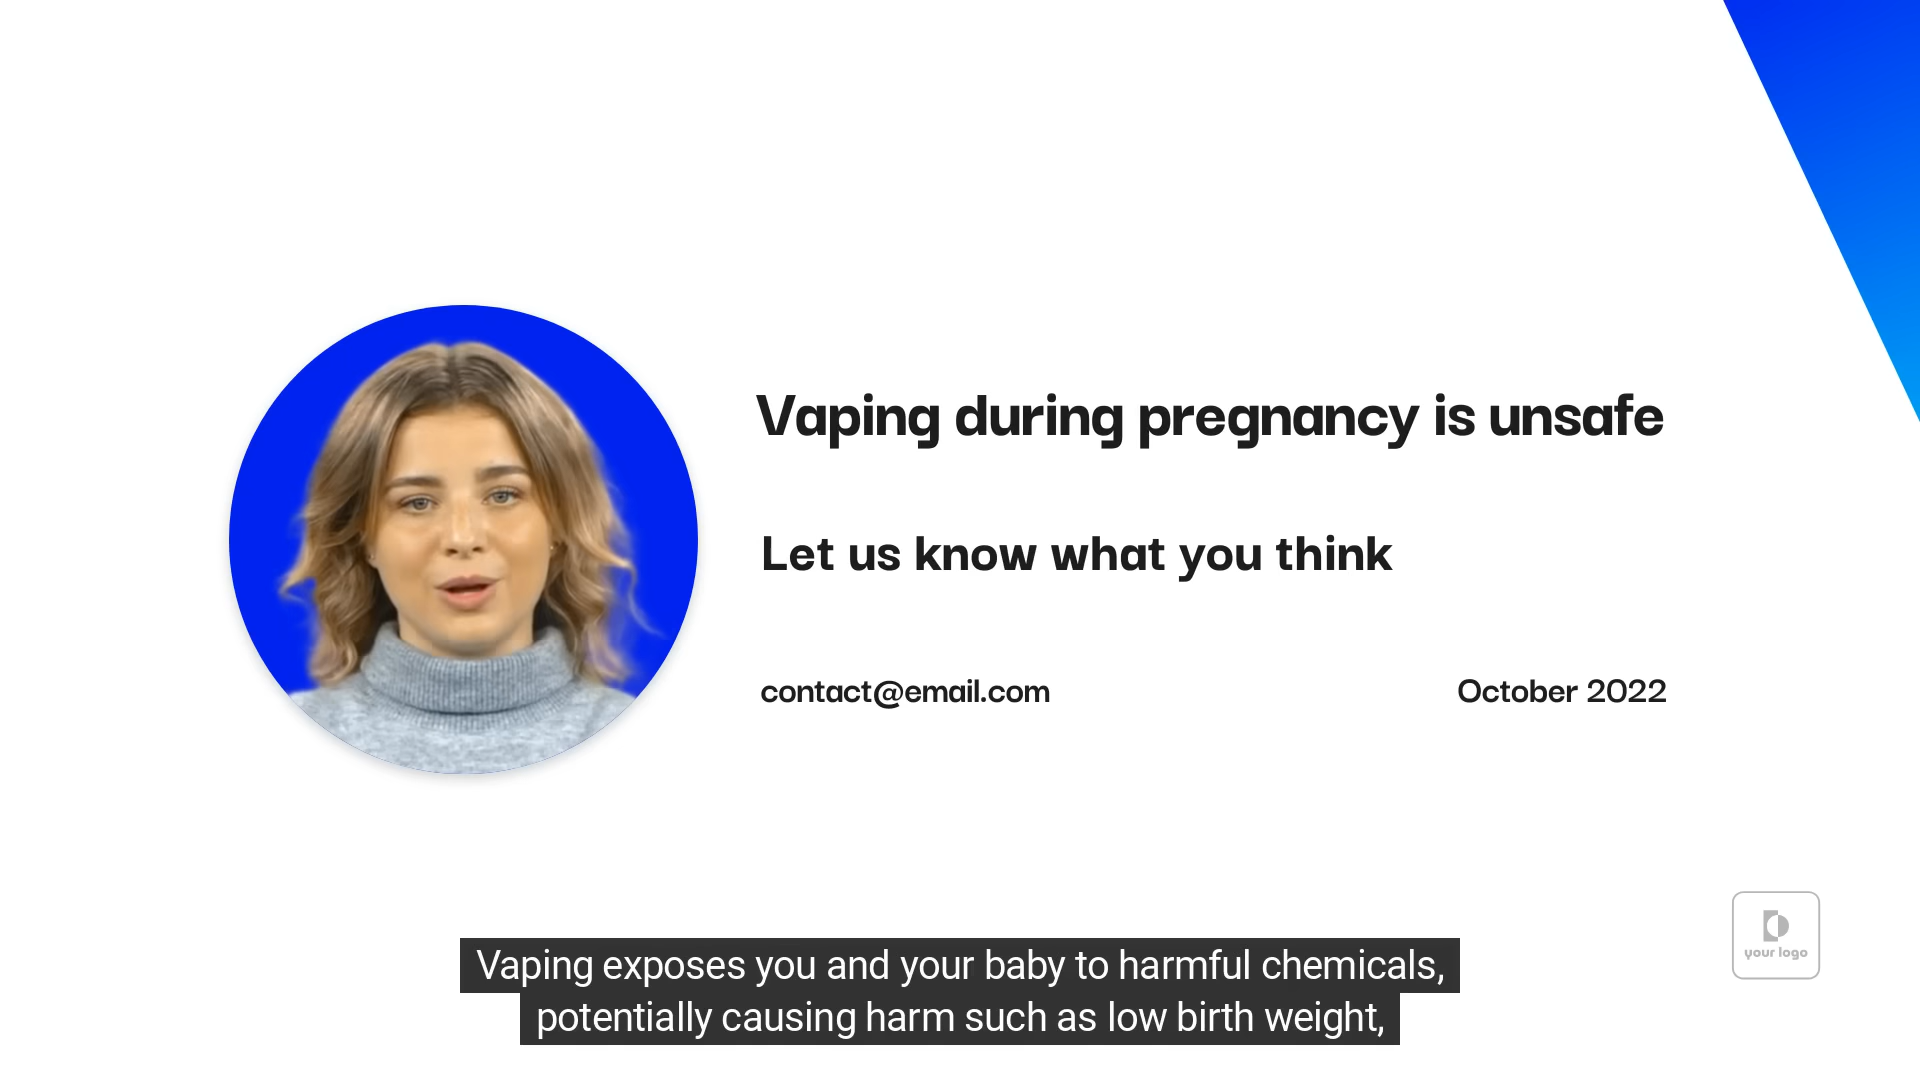 Vaping during pregnancy is unsafe
Let us know what you think
contact@email.com
October 2022
your logo
Vaping exposes you and your baby to harmful chemicals,
potentially causing harm such as low birth weight,